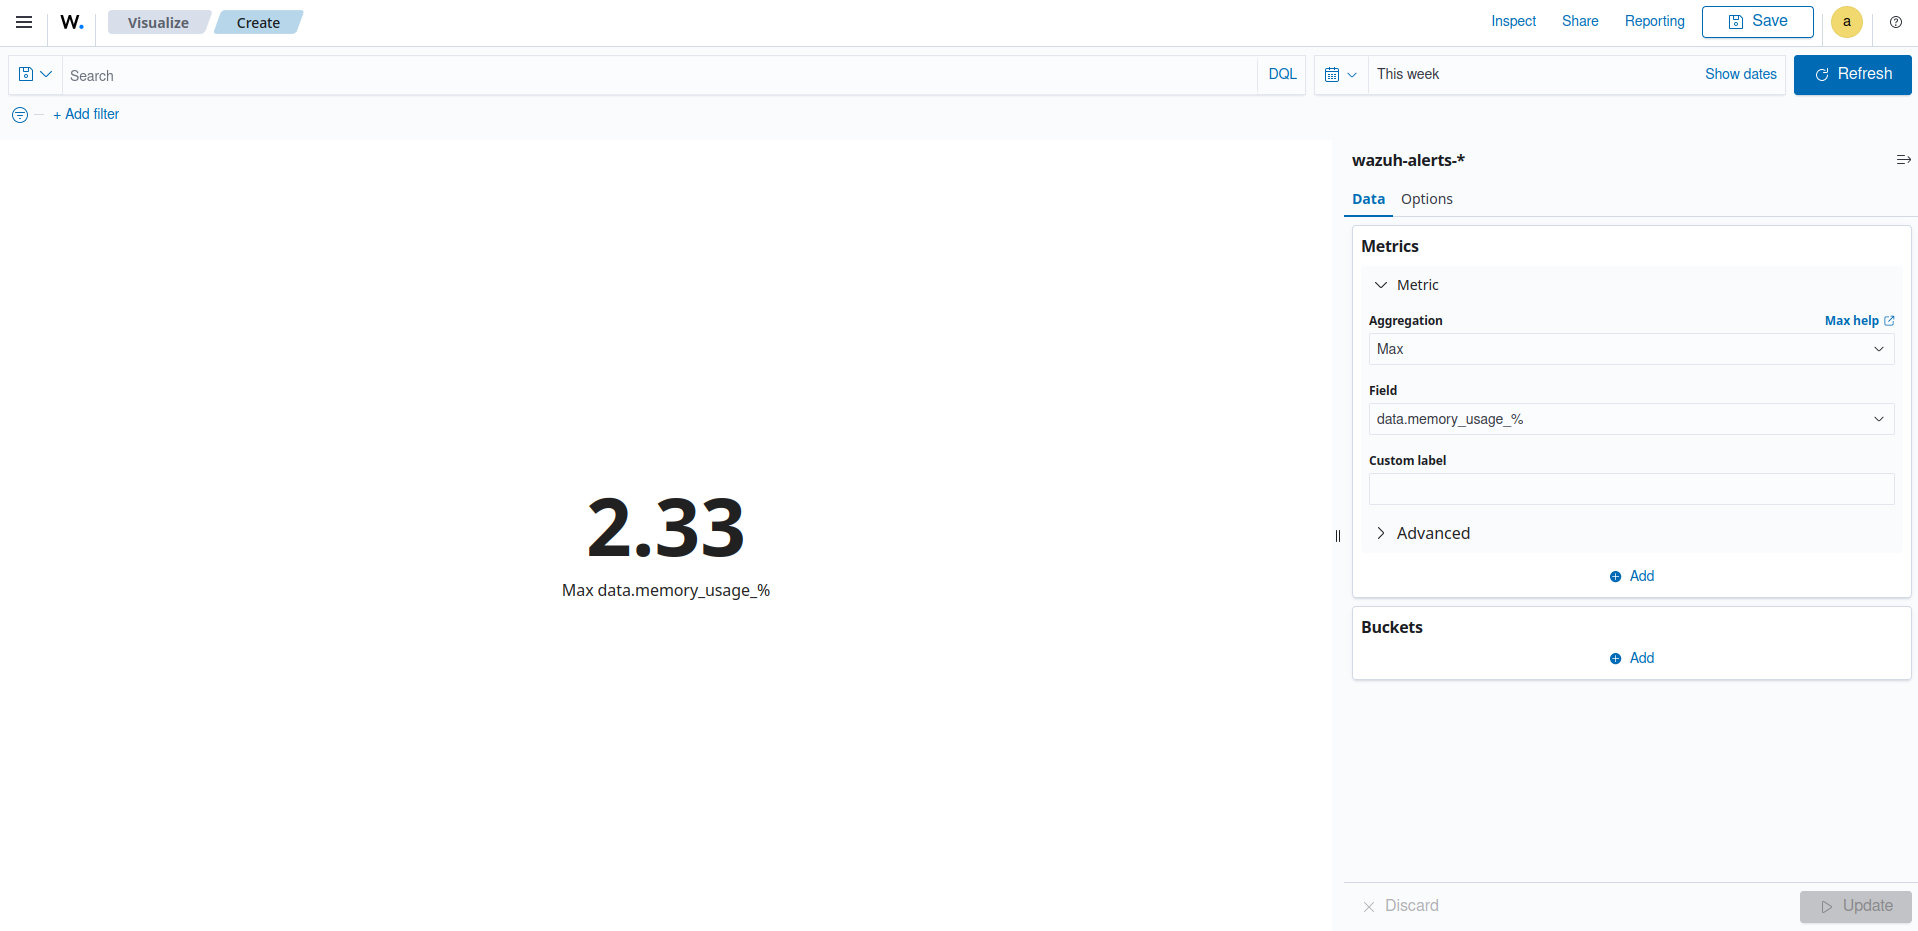 W. Visualize Create Inspect Share Reporting Save a
Search DQL This week Show dates Refresh
+ Add filter
wazuh-alerts-*
Data Options
Metrics
Metric
Aggregation Max help
Max
Field
data.memory_usage_%
Custom label
Advanced
Add
Buckets
Add
2.33
Max data.memory_usage_%
Discard Update